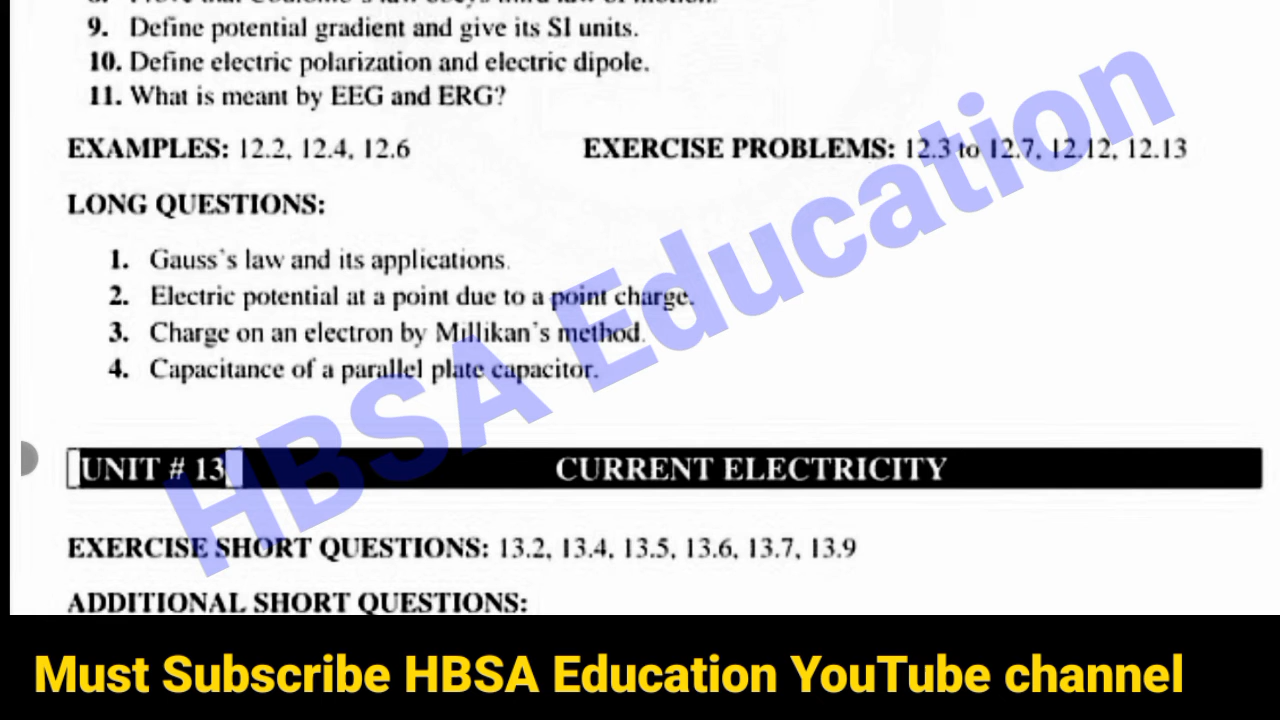 9. Define potential gradient and give its SI units.
10. Define electric polarization and electric dipole.
11. What is meant by EEG and ERG?
EXAMPLES: 12.2, 12.4, 12.6 EXERCISE PROBLEMS: 12.3 to 12.7, 12.12, 12.13
LONG QUESTIONS:
1. Gauss's law and its applications.
2. Electric potential at a point due to a point charge.
3. Charge on an electron by Millikan's method.
4. Capacitance of a parallel plate capacitor.
HBSA Education
UNIT # 13 CURRENT ELECTRICITY
EXERCISE SHORT QUESTIONS: 13.2, 13.4, 13.5, 13.6, 13.7, 13.9
ADDITIONAL SHORT QUESTIONS:
Must Subscribe HBSA Education YouTube channel